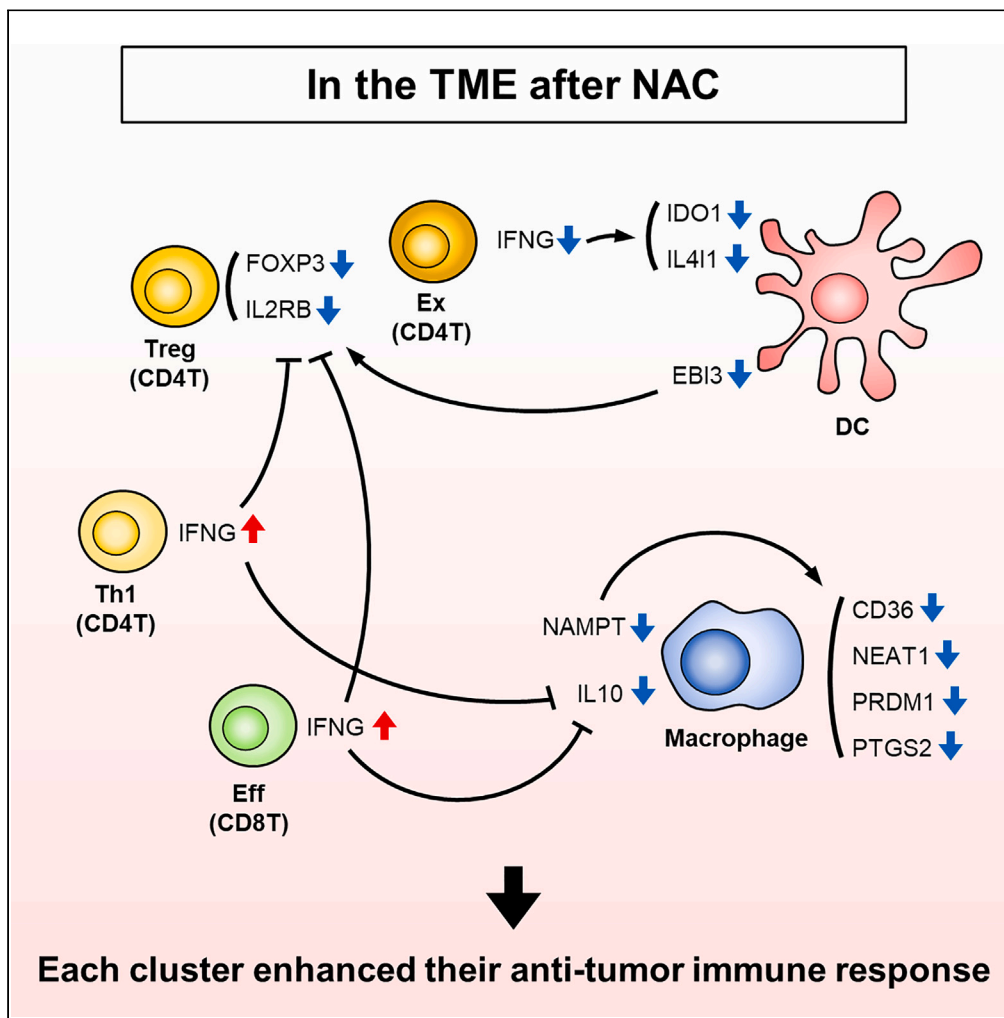 In the TME after NAC
IFNG
IDO1
IL4I1
Ex
(CD4T)
FOXP3
IL2RB
Treg
(CD4T)
EBI3
DC
IFNG
Th1
(CD4T)
NAMPT
IL10
Macrophage
CD36
NEAT1
PRDM1
PTGS2
IFNG
Eff
(CD8T)
Each cluster enhanced their anti-tumor immune response